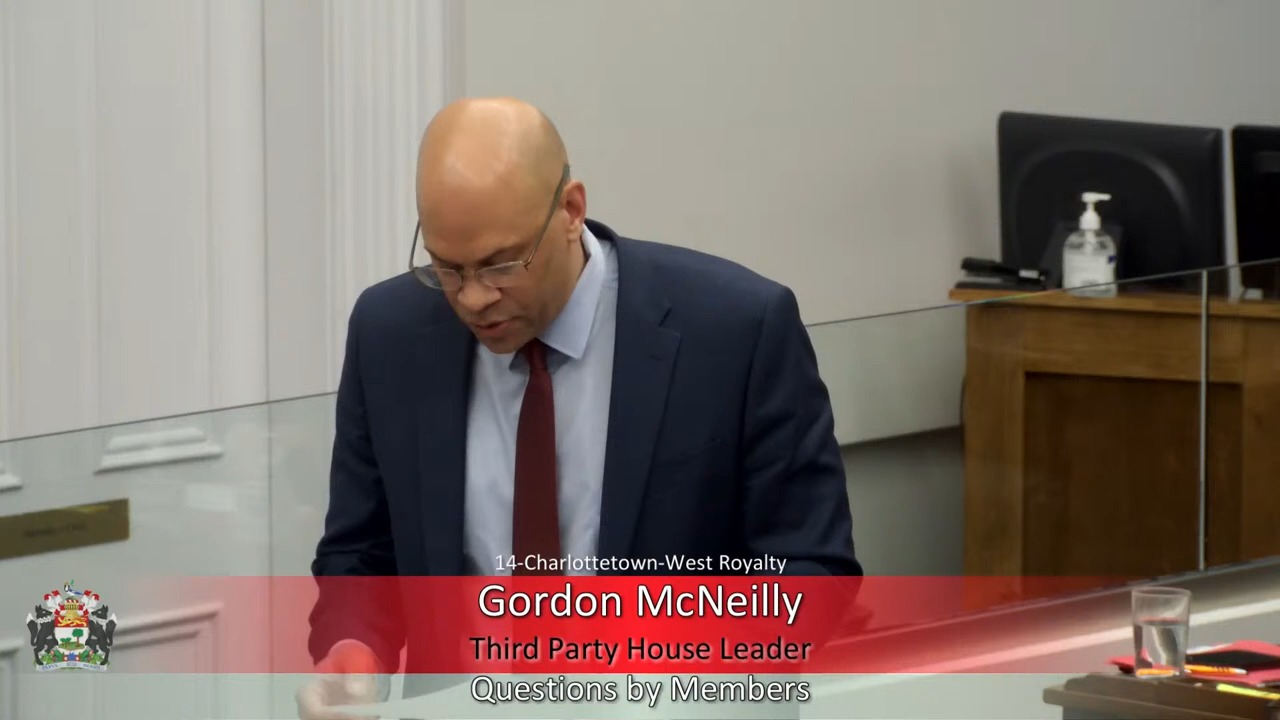 14-Charlottetown-West Royalty
Gordon McNeilly
Third Party House Leader
Questions by Members